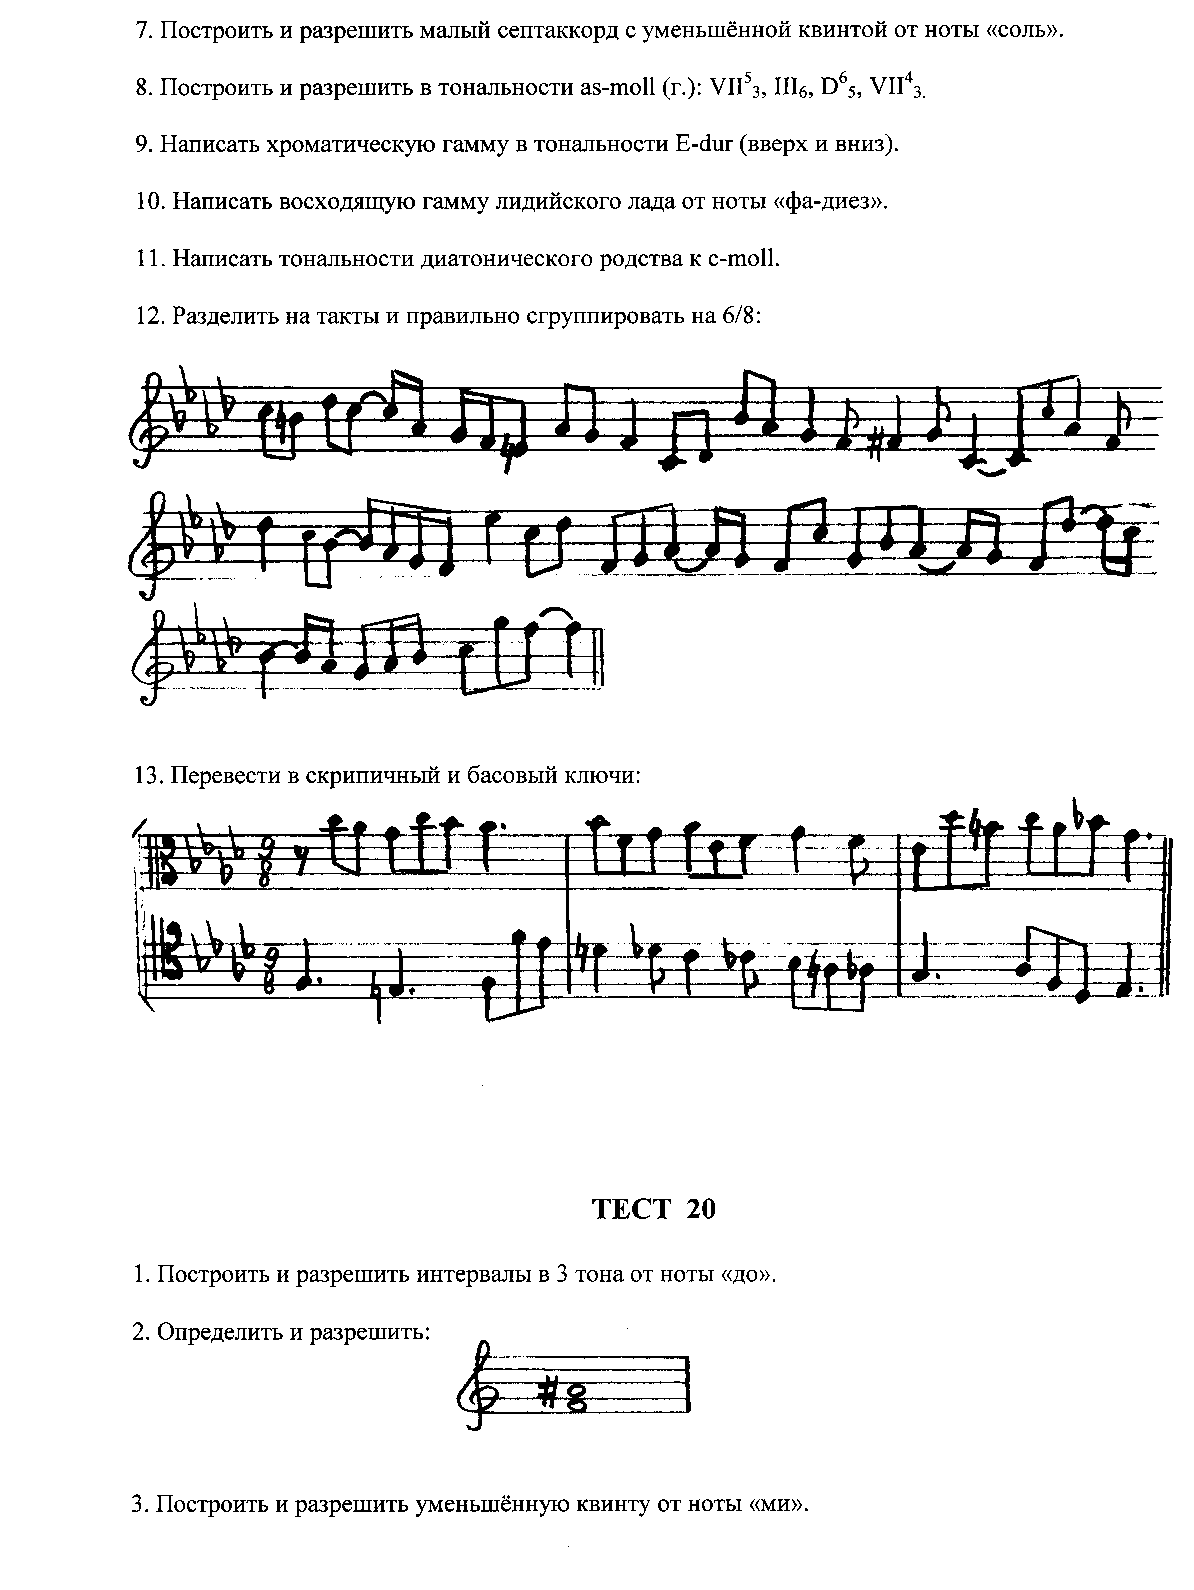 7. Построить и разрешить малый септаккорд с уменьшённой квинтой от ноты «соль».
8. Построить и разрешить в тональности as-moll (г.): VII⁵₃, III₆, D⁶₅, VII⁴₃.
9. Написать хроматическую гамму в тональности E-dur (вверх и вниз).
10. Написать восходящую гамму лидийского лада от ноты «фа-диез».
11. Написать тональности диатонического родства к c-moll.
12. Разделить на такты и правильно сгруппировать на 6/8:
13. Перевести в скрипичный и басовый ключи:
9
8
9
8
ТЕСТ 20
1. Построить и разрешить интервалы в 3 тона от ноты «до».
2. Определить и разрешить:
3. Построить и разрешить уменьшённую квинту от ноты «ми».